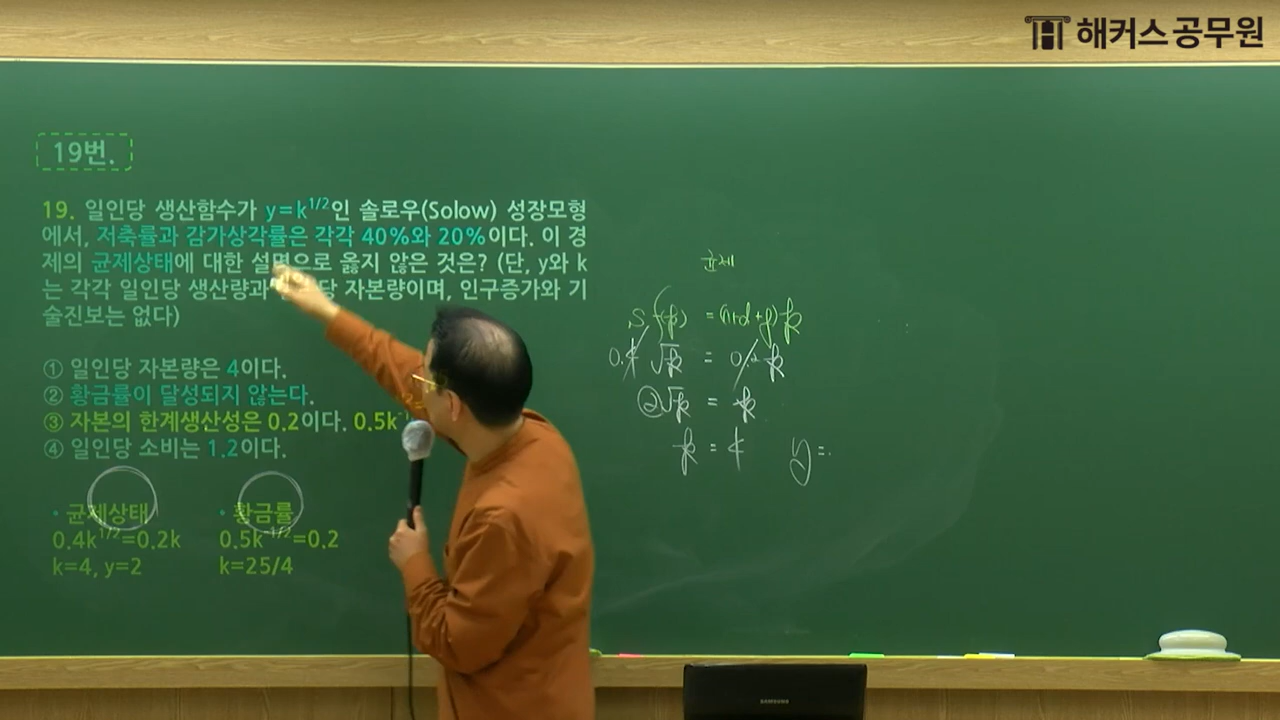 해커스공무원
19번.
19. 일인당 생산함수가 y=k^1/2인 솔로우(Solow) 성장모형
에서, 저축률과 감가상각률은 각각 40%와 20%이다. 이 경
제의 균제상태에 대한 설명으로 옳지 않은 것은? (단, y와 k
는 각각 일인당 생산량과 당 자본량이며, 인구증가와 기
술진보는 없다)
① 일인당 자본량은 4이다.
② 황금률이 달성되지 않는다.
③ 자본의 한계생산성은 0.2이다. 0.5k
④ 일인당 소비는 1.2이다.
• 균제상태 • 황금률
0.4k^1/2=0.2k 0.5k^-1/2=0.2
k=4, y=2 k=25/4
균제
S f(k) = (n+d+g)k
0.4 √k = 0.2 k
2√k = k
k = 4 y =
SAMSUNG